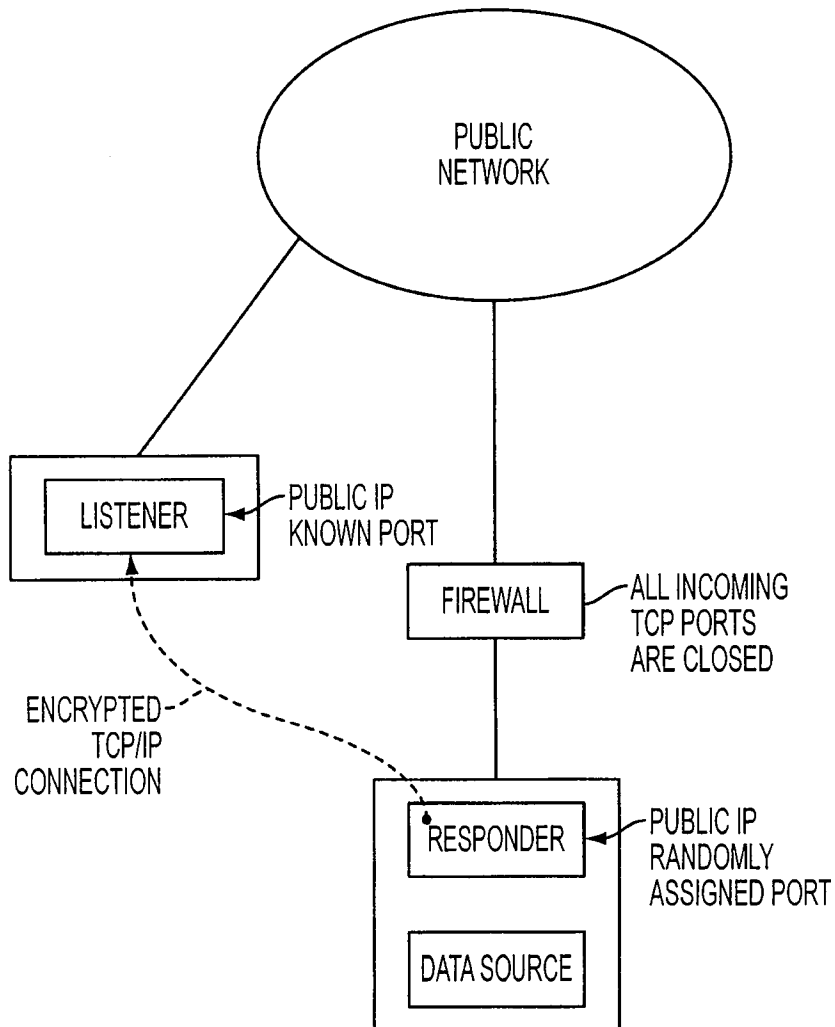 PUBLIC
NETWORK
LISTENER
PUBLIC IP
KNOWN PORT
FIREWALL
ALL INCOMING
TCP PORTS
ARE CLOSED
ENCRYPTED
TCP/IP
CONNECTION
RESPONDER
PUBLIC IP
RANDOMLY
ASSIGNED PORT
DATA SOURCE